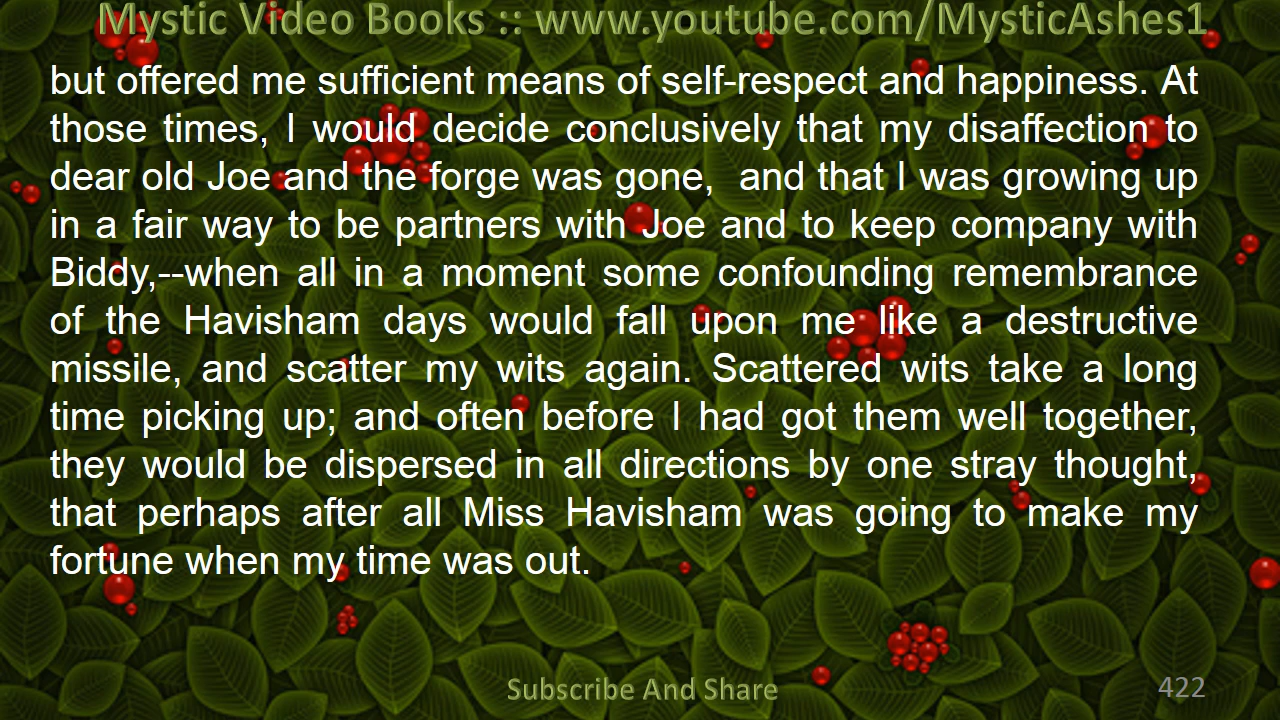 Mystic Video Books :: www.youtube.com/MysticAshes1
but offered me sufficient means of self-respect and happiness. At
those times, I would decide conclusively that my disaffection to
dear old Joe and the forge was gone,  and that I was growing up
in a fair way to be partners with Joe and to keep company with
Biddy,--when all in a moment some confounding remembrance
of the Havisham days would fall upon me like a destructive
missile, and scatter my wits again. Scattered wits take a long
time picking up; and often before I had got them well together,
they would be dispersed in all directions by one stray thought,
that perhaps after all Miss Havisham was going to make my
fortune when my time was out.
Subscribe And Share
422